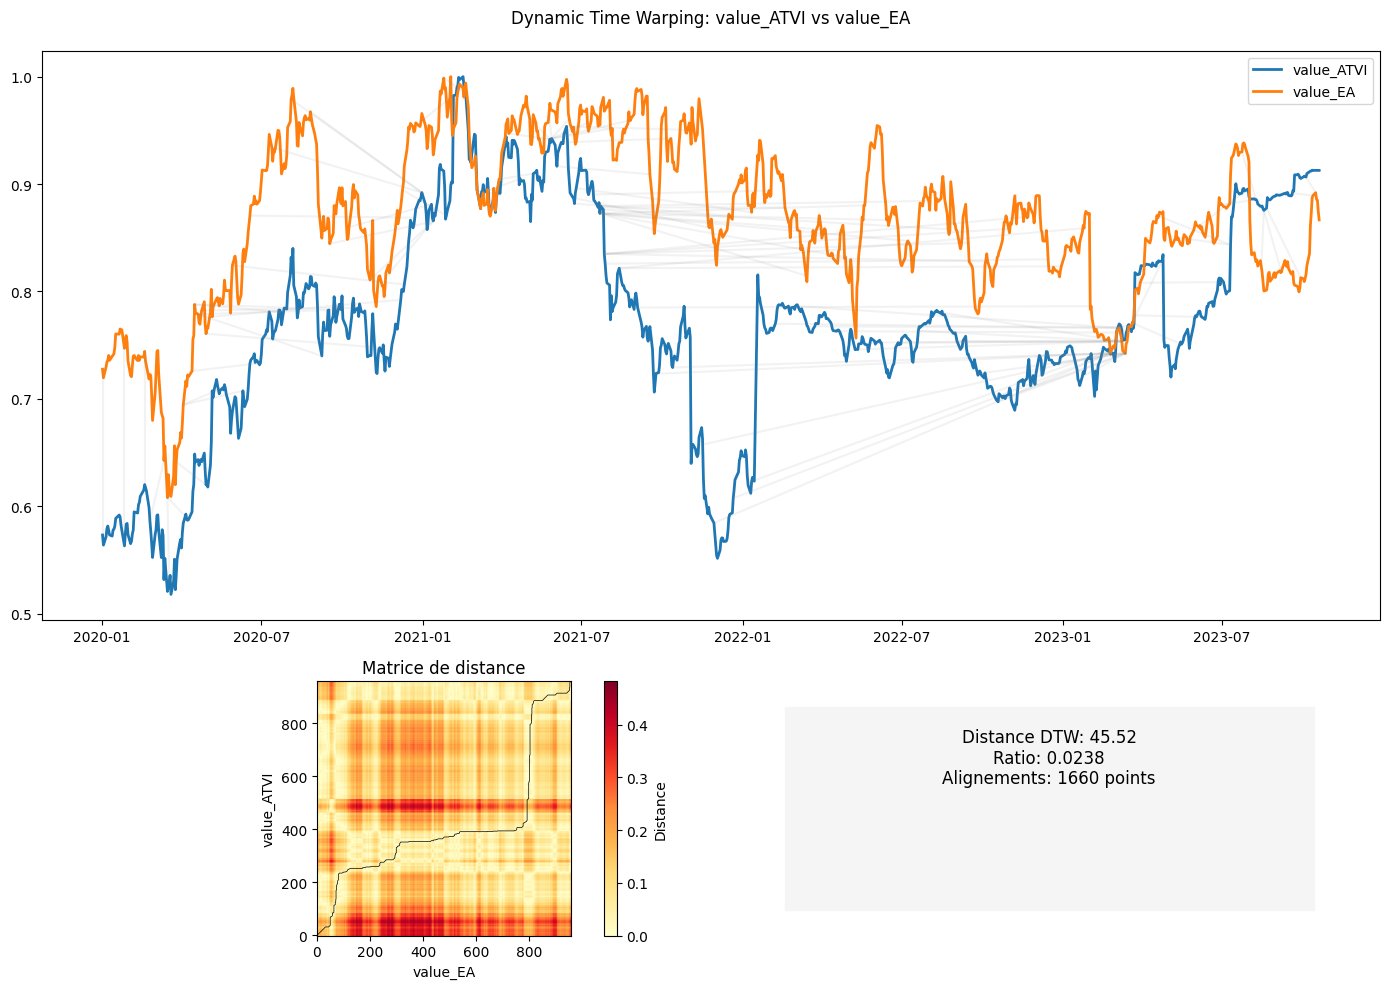 Dynamic Time Warping: value_ATVI vs value_EA
value_ATVI
value_EA
1.0
0.9
0.8
0.7
0.6
0.5
2020-01 2020-07 2021-01 2021-07 2022-01 2022-07 2023-01 2023-07
Matrice de distance
value_ATVI
800
600
400
200
0
0 200 400 600 800
value_EA
0.4
0.3
0.2
0.1
0.0
Distance
Distance DTW: 45.52
Ratio: 0.0238
Alignements: 1660 points